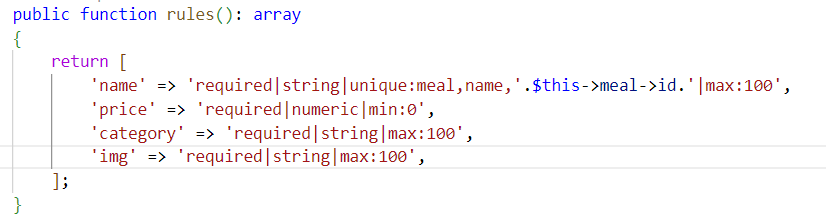 public function rules(): array
{
    return [
        'name' => 'required|string|unique:meal,name,'.$this->meal->id.'|max:100',
        'price' => 'required|numeric|min:0',
        'category' => 'required|string|max:100',
        'img' => 'required|string|max:100',
    ];
}